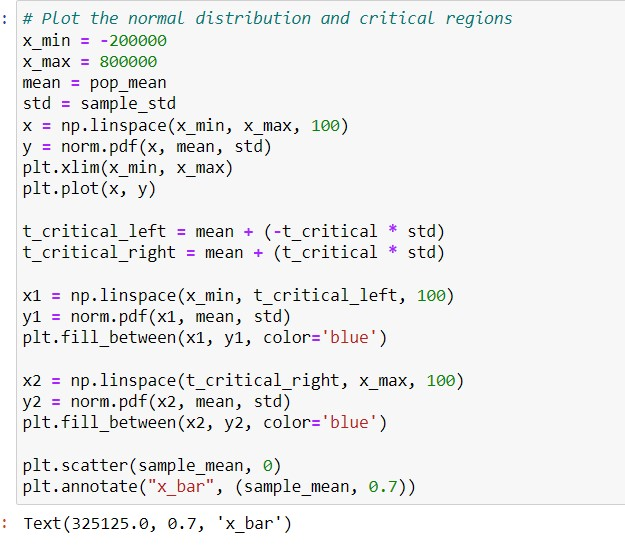 : # Plot the normal distribution and critical regions
x_min = -200000
x_max = 800000
mean = pop_mean
std = sample_std
x = np.linspace(x_min, x_max, 100)
y = norm.pdf(x, mean, std)
plt.xlim(x_min, x_max)
plt.plot(x, y)

t_critical_left = mean + (-t_critical * std)
t_critical_right = mean + (t_critical * std)

x1 = np.linspace(x_min, t_critical_left, 100)
y1 = norm.pdf(x1, mean, std)
plt.fill_between(x1, y1, color='blue')

x2 = np.linspace(t_critical_right, x_max, 100)
y2 = norm.pdf(x2, mean, std)
plt.fill_between(x2, y2, color='blue')

plt.scatter(sample_mean, 0)
plt.annotate("x_bar", (sample_mean, 0.7))
: Text(325125.0, 0.7, 'x_bar')